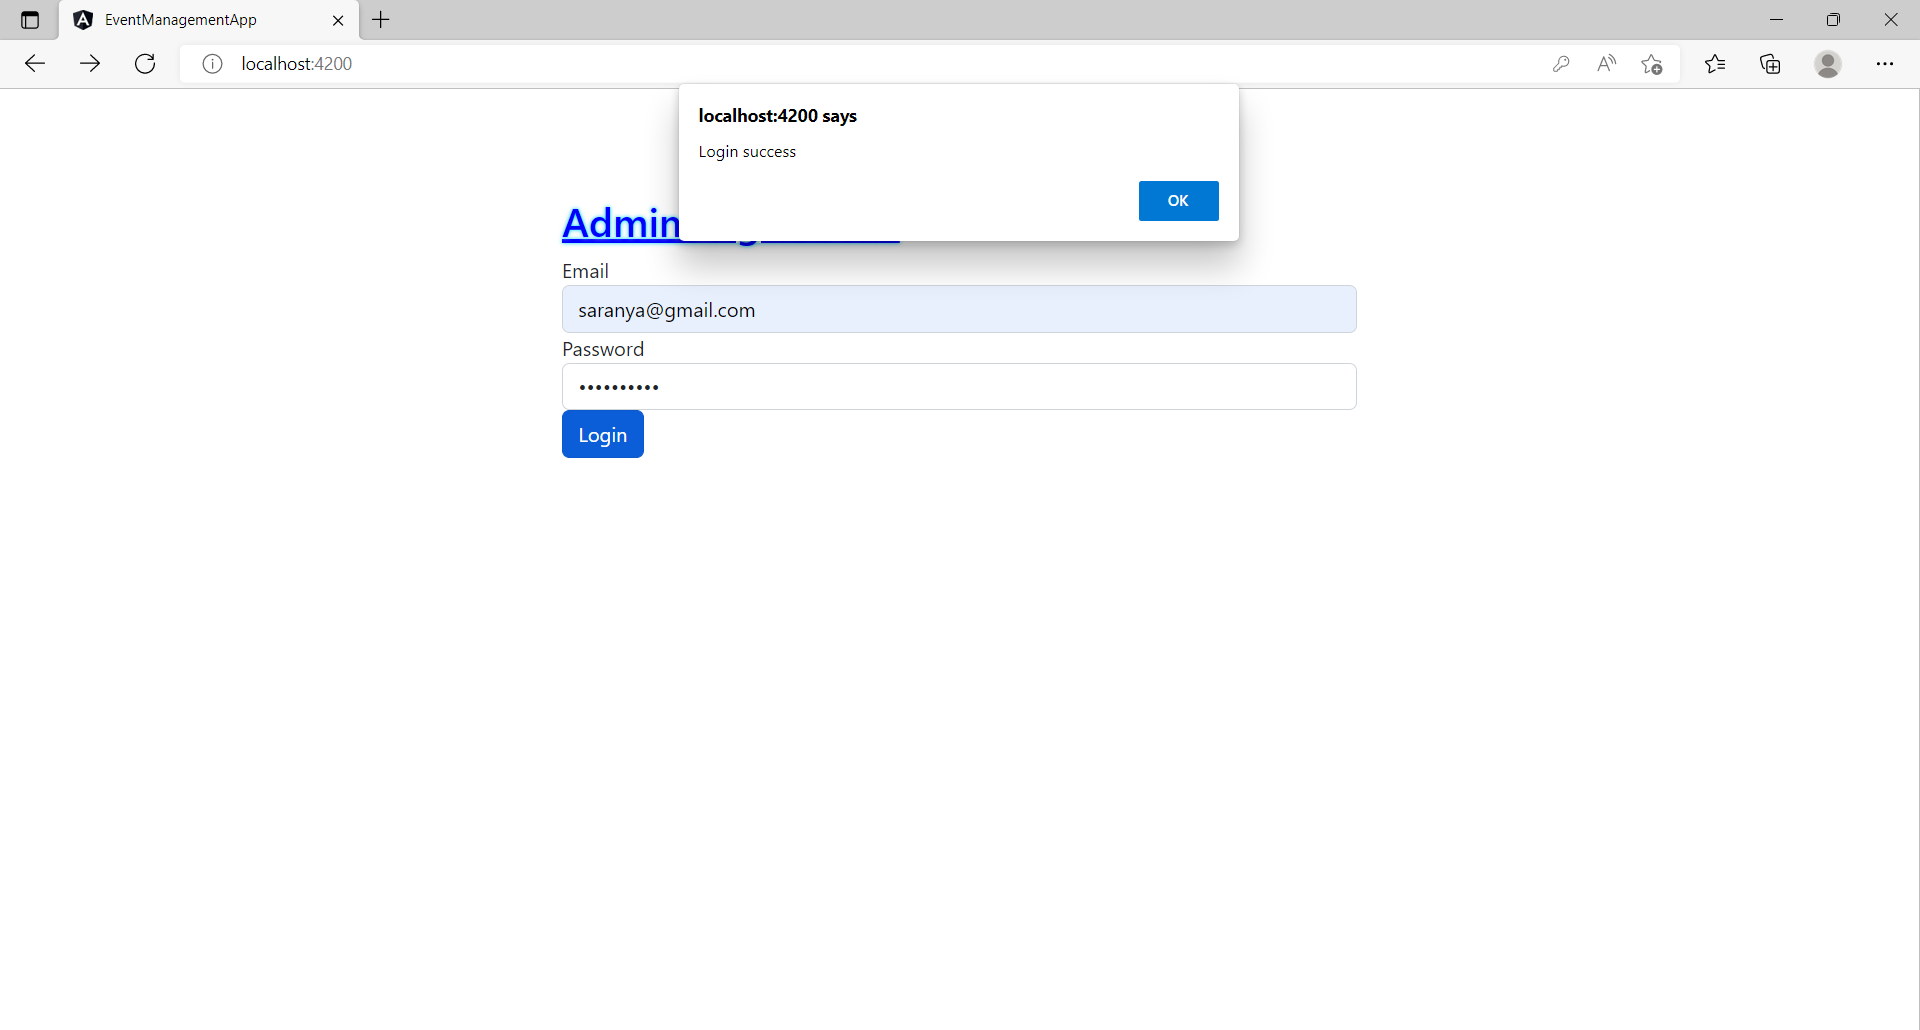 EventManagementApp
localhost:4200
localhost:4200 says
Login success
OK
Admin
Email
saranya@gmail.com
Password
Login